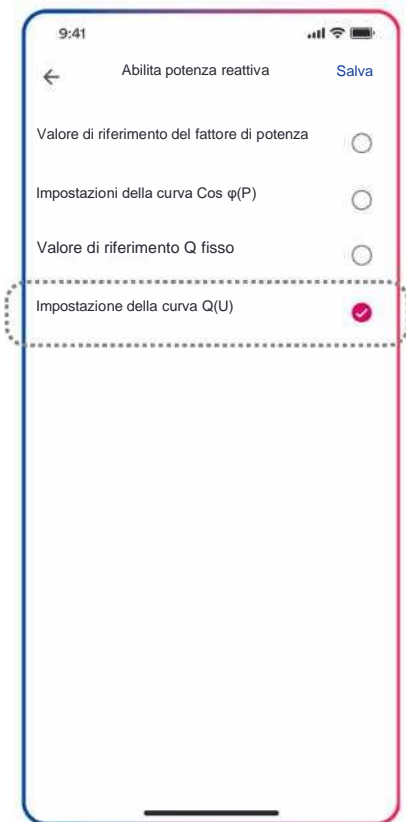 9:41
Abilita potenza reattiva Salva
Valore di riferimento del fattore di potenza
Impostazioni della curva Cos φ(P)
Valore di riferimento Q fisso
Impostazione della curva Q(U)